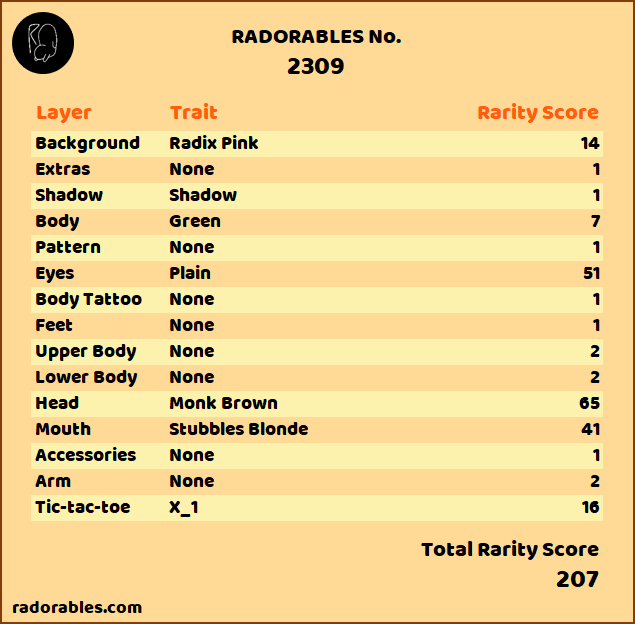 RADORABLES No.
2309
Layer Trait Rarity Score
Background Radix Pink 14
Extras None 1
Shadow Shadow 1
Body Green 7
Pattern None 1
Eyes Plain 51
Body Tattoo None 1
Feet None 1
Upper Body None 2
Lower Body None 2
Head Monk Brown 65
Mouth Stubbles Blonde 41
Accessories None 1
Arm None 2
Tic-tac-toe X_1 16
Total Rarity Score
207
radorables.com